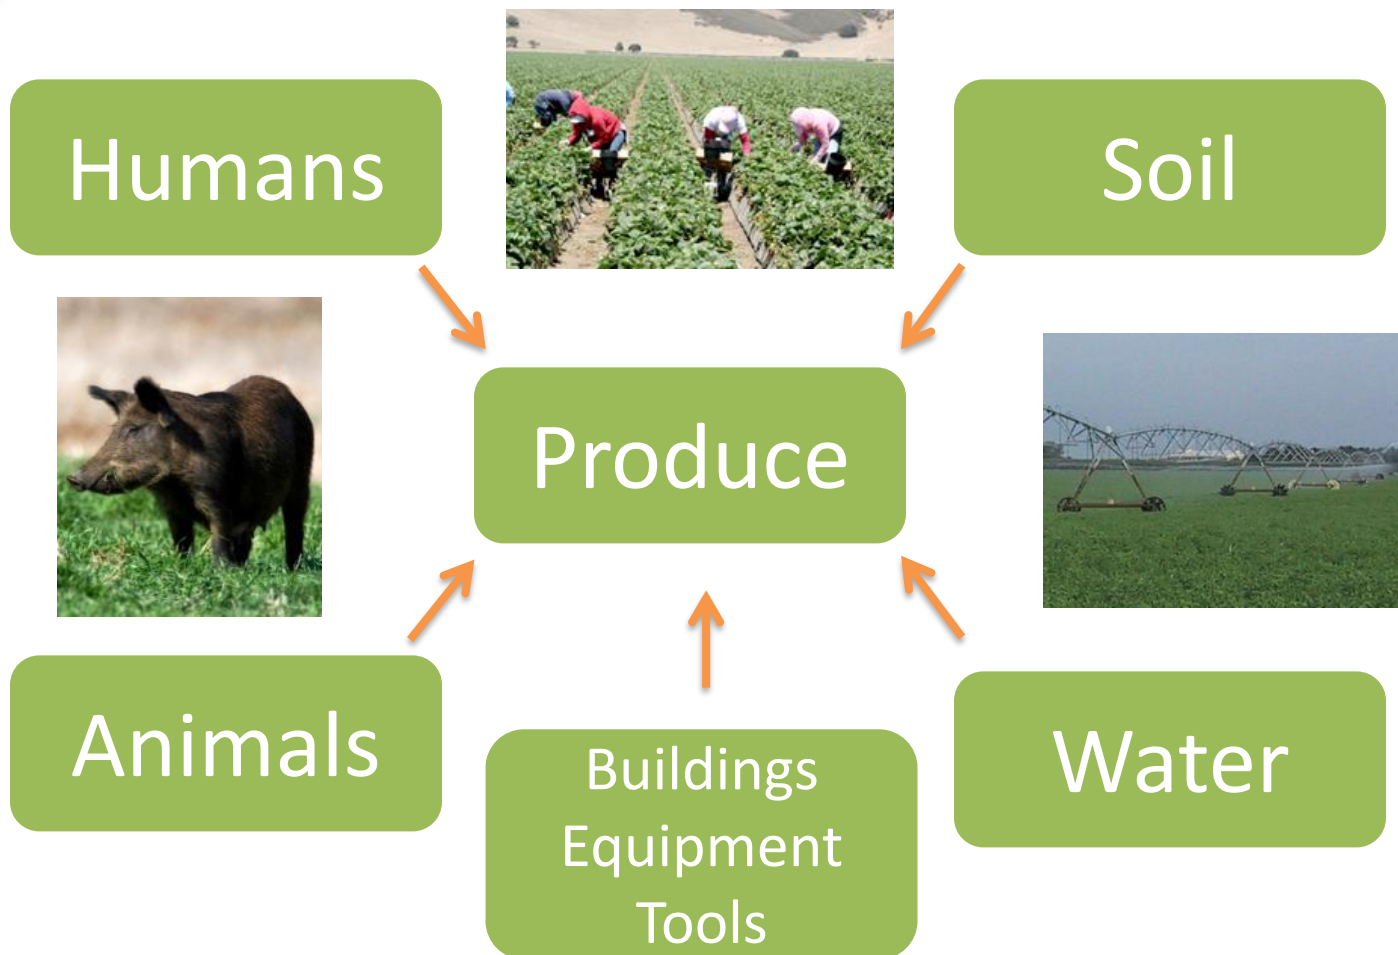 Humans
Soil
Produce
Animals
Buildings
Equipment
Tools
Water